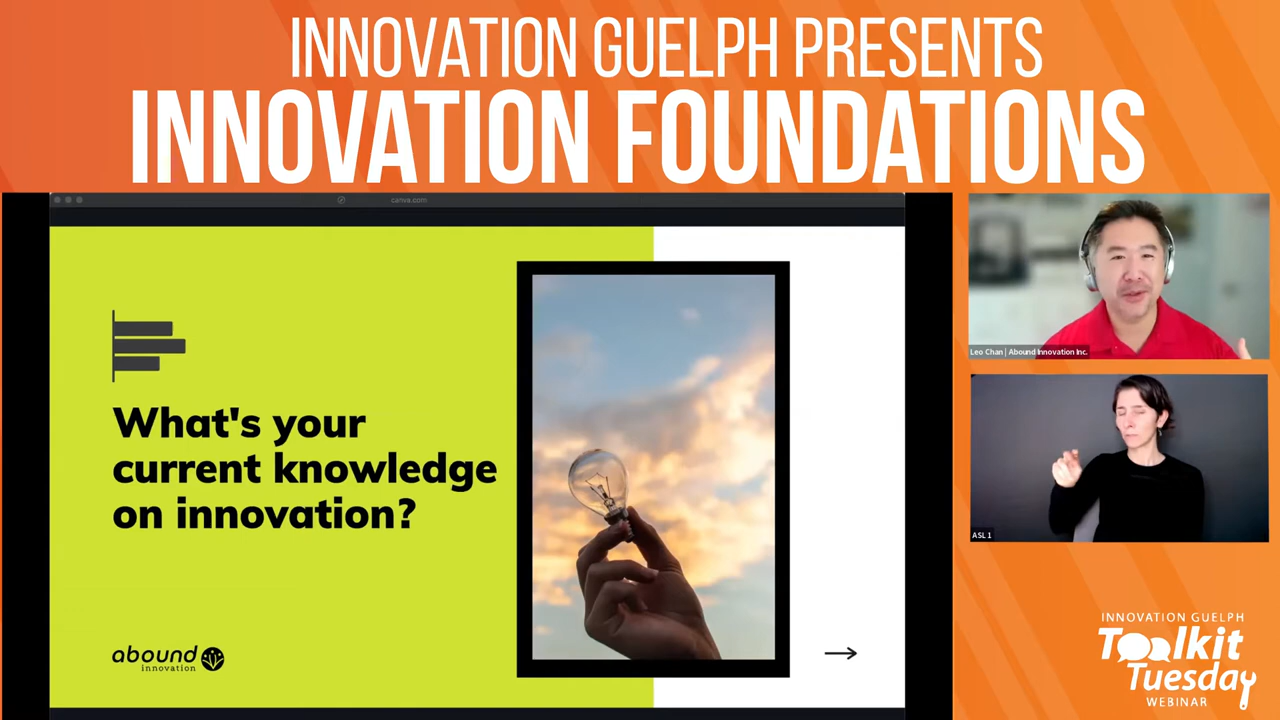 INNOVATION GUELPH PRESENTS
INNOVATION FOUNDATIONS
canva.com
What's your
current knowledge
on innovation?
abound
innovation
Leo Chan | Abound Innovation Inc.
ASL 1
INNOVATION GUELPH
Toolkit
Tuesday
WEBINAR